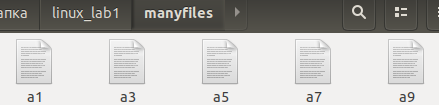 апка linux_lab1 manyfiles
a1 a3 a5 a7 a9